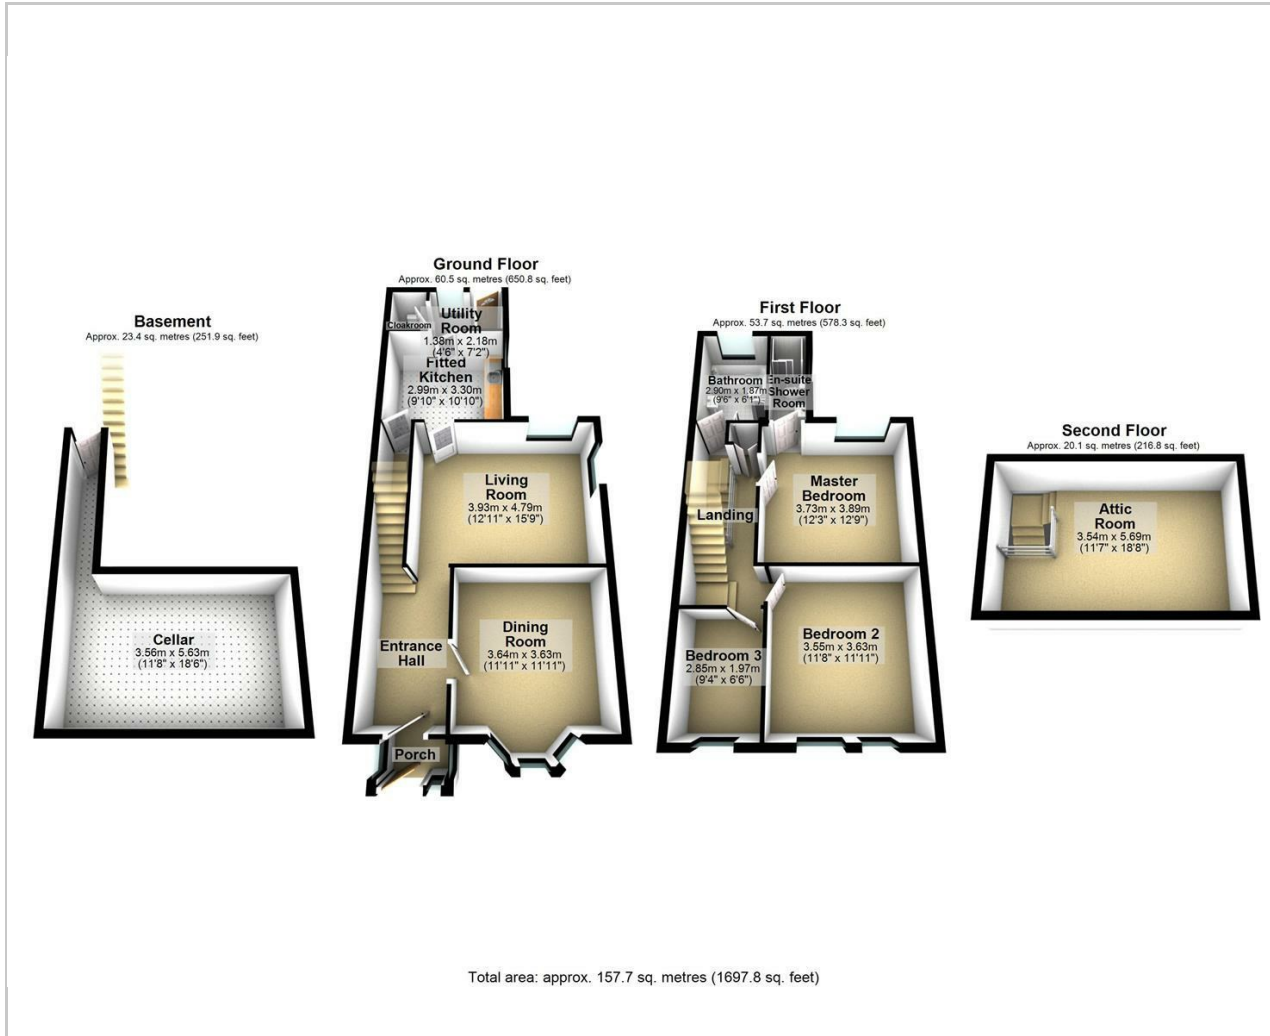 Basement
Approx. 23.4 sq. metres (251.9 sq. feet)
Cellar
3.56m x 5.63m
(11'8" x 18'6")
Ground Floor
Approx. 60.5 sq. metres (650.8 sq. feet)
Cloakroom
Utility
Room
1.38m x 2.18m
(4'6" x 7'2")
Fitted
Kitchen
2.99m x 3.30m
(9'10" x 10'10")
Living
Room
3.93m x 4.79m
(12'11" x 15'9")
Dining
Room
3.64m x 3.63m
(11'11" x 11'11")
Entrance
Hall
Porch
First Floor
Approx. 53.7 sq. metres (578.3 sq. feet)
Bathroom
2.90m x 1.87m
(9'6" x 6'1")
En-suite
Shower
Room
Master
Bedroom
3.73m x 3.89m
(12'3" x 12'9")
Landing
Bedroom 2
3.55m x 3.63m
(11'8" x 11'11")
Bedroom 3
2.85m x 1.97m
(9'4" x 6'6")
Second Floor
Approx. 20.1 sq. metres (216.8 sq. feet)
Attic
Room
3.54m x 5.69m
(11'7" x 18'8")
Total area: approx. 157.7 sq. metres (1697.8 sq. feet)